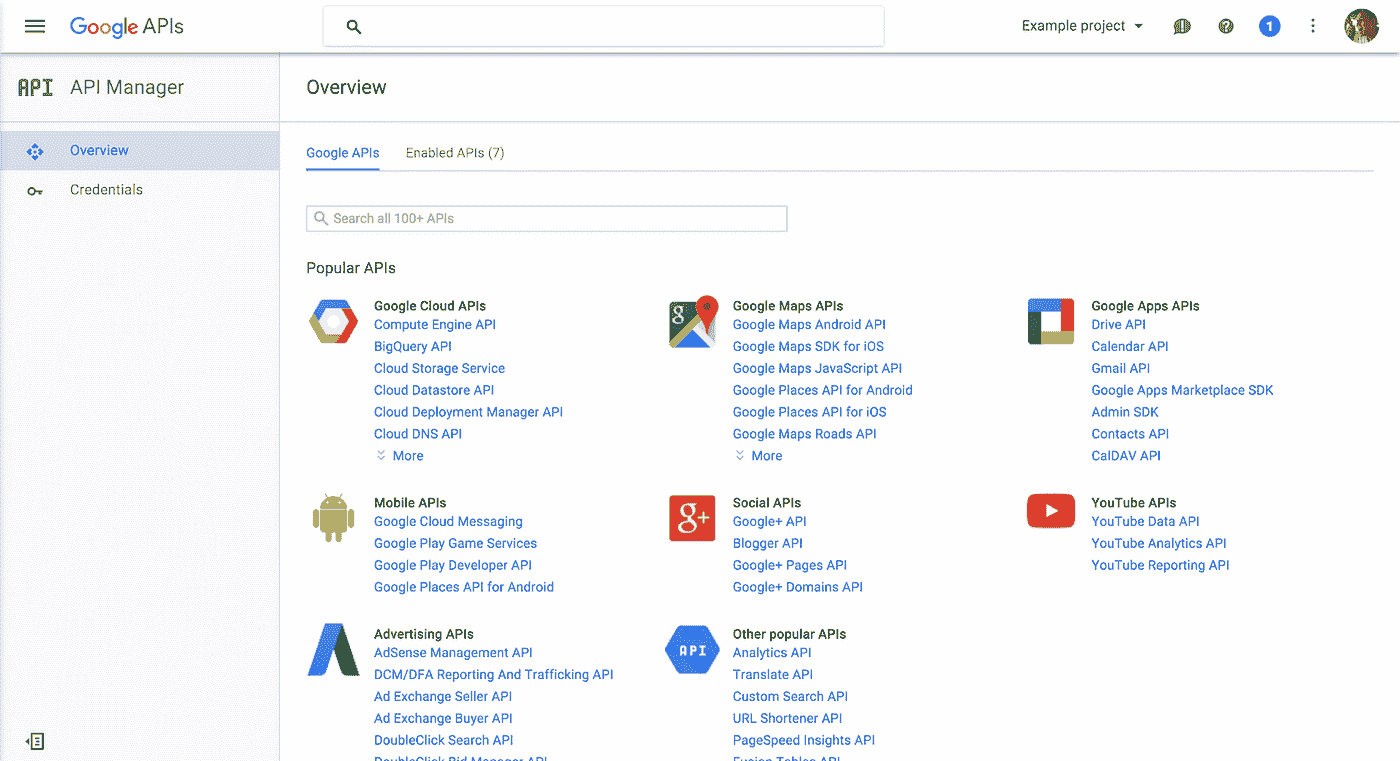 Google APIs
Example project
1
API API Manager
Overview
Overview
Credentials
Google APIs Enabled APIs (7)
Search all 100+ APIs
Popular APIs
Google Cloud APIs
Compute Engine API
BigQuery API
Cloud Storage Service
Cloud Datastore API
Cloud Deployment Manager API
Cloud DNS API
More
g
Google Maps APIs
Google Maps Android API
Google Maps SDK for iOS
Google Maps JavaScript API
Google Places API for Android
Google Places API for iOS
Google Maps Roads API
More
Google Apps APIs
Drive API
Calendar API
Gmail API
Google Apps Marketplace SDK
Admin SDK
Contacts API
CalDAV API
Mobile APIs
Google Cloud Messaging
Google Play Game Services
Google Play Developer API
Google Places API for Android
g+
Social APIs
Google+ API
Blogger API
Google+ Pages API
Google+ Domains API
YouTube APIs
YouTube Data API
YouTube Analytics API
YouTube Reporting API
Advertising APIs
AdSense Management API
DCM/DFA Reporting And Trafficking API
Ad Exchange Seller API
Ad Exchange Buyer API
DoubleClick Search API
DoubleClick Bid Manager API
API
Other popular APIs
Analytics API
Translate API
Custom Search API
URL Shortener API
PageSpeed Insights API
Fusion Tables API